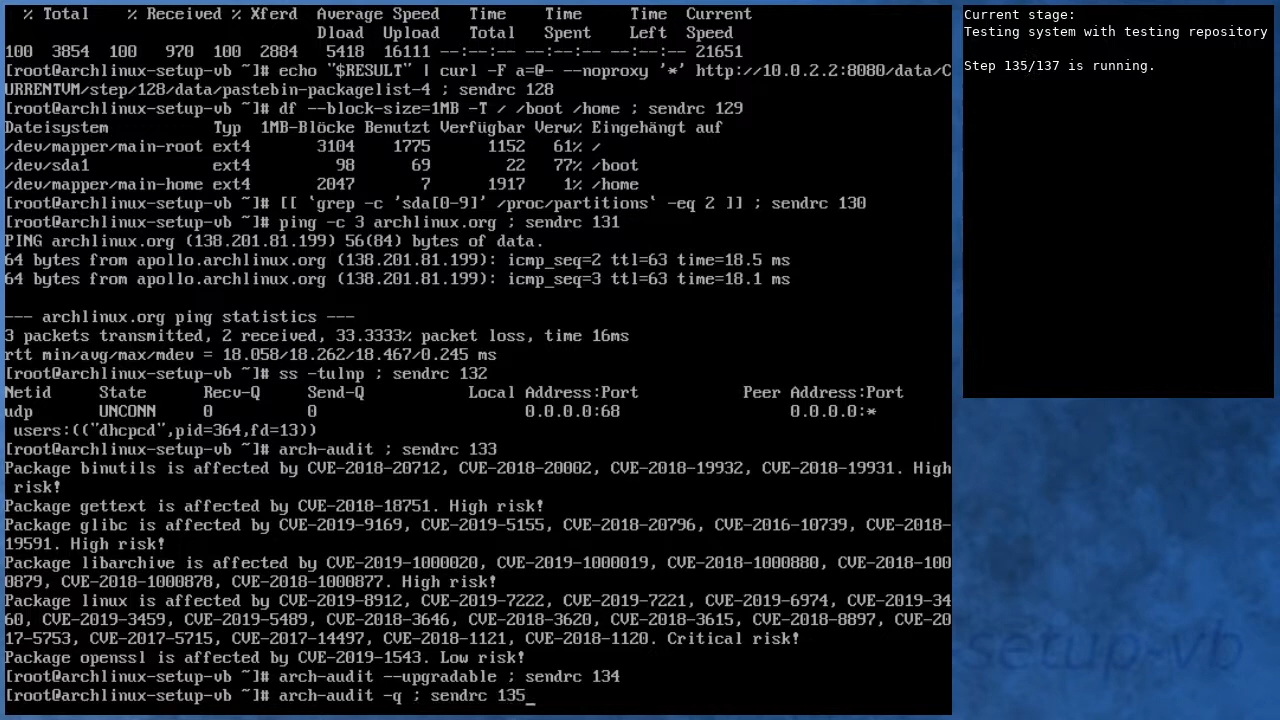 % Total    % Received % Xferd  Average Speed   Time    Time     Time  Current
                                 Dload  Upload   Total   Spent    Left  Speed
100  3854  100   970  100  2884   5418  16111 --:--:-- --:--:-- --:--:-- 21651
[root@archlinux-setup-vb ~]# echo "$RESULT" | curl -F a=@- --noproxy '*' http://10.0.2.2:8080/data/C
URRENTVM/step/128/data/pastebin-packagelist-4 ; sendrc 128
[root@archlinux-setup-vb ~]# df --block-size=1MB -T / /boot /home ; sendrc 129
Dateisystem           Typ  1MB-Blöcke Benutzt Verfügbar Verw% Eingehängt auf
/dev/mapper/main-root ext4       3104    1775      1152   61% /
/dev/sda1             ext4         98      69        22   77% /boot
/dev/mapper/main-home ext4       2047       7      1917    1% /home
[root@archlinux-setup-vb ~]# [[ `grep -c 'sda[0-9]' /proc/partitions` -eq 2 ]] ; sendrc 130
[root@archlinux-setup-vb ~]# ping -c 3 archlinux.org ; sendrc 131
PING archlinux.org (138.201.81.199) 56(84) bytes of data.
64 bytes from apollo.archlinux.org (138.201.81.199): icmp_seq=2 ttl=63 time=18.5 ms
64 bytes from apollo.archlinux.org (138.201.81.199): icmp_seq=3 ttl=63 time=18.1 ms
--- archlinux.org ping statistics ---
3 packets transmitted, 2 received, 33.3333% packet loss, time 16ms
rtt min/avg/max/mdev = 18.058/18.262/18.467/0.245 ms
[root@archlinux-setup-vb ~]# ss -tulnp ; sendrc 132
Netid     State      Recv-Q     Send-Q           Local Address:Port           Peer Address:Port
udp       UNCONN     0          0                      0.0.0.0:68                  0.0.0.0:*
 users:(("dhcpcd",pid=364,fd=13))
[root@archlinux-setup-vb ~]# arch-audit ; sendrc 133
Package binutils is affected by CVE-2018-20712, CVE-2018-20002, CVE-2018-19932, CVE-2018-19931. High
 risk!
Package gettext is affected by CVE-2018-18751. High risk!
Package glibc is affected by CVE-2019-9169, CVE-2019-5155, CVE-2018-20796, CVE-2016-10739, CVE-2018-
19591. High risk!
Package libarchive is affected by CVE-2019-1000020, CVE-2019-1000019, CVE-2018-1000880, CVE-2018-100
0879, CVE-2018-1000878, CVE-2018-1000877. High risk!
Package linux is affected by CVE-2019-8912, CVE-2019-7222, CVE-2019-7221, CVE-2019-6974, CVE-2019-34
60, CVE-2019-3459, CVE-2019-5489, CVE-2018-3646, CVE-2018-3620, CVE-2018-3615, CVE-2018-8897, CVE-20
17-5753, CVE-2017-5715, CVE-2017-14497, CVE-2018-1121, CVE-2018-1120. Critical risk!
Package openssl is affected by CVE-2019-1543. Low risk!
[root@archlinux-setup-vb ~]# arch-audit --upgradable ; sendrc 134
[root@archlinux-setup-vb ~]# arch-audit -q ; sendrc 135_
Current stage:
Testing system with testing repository
Step 135/137 is running.
setup-vb